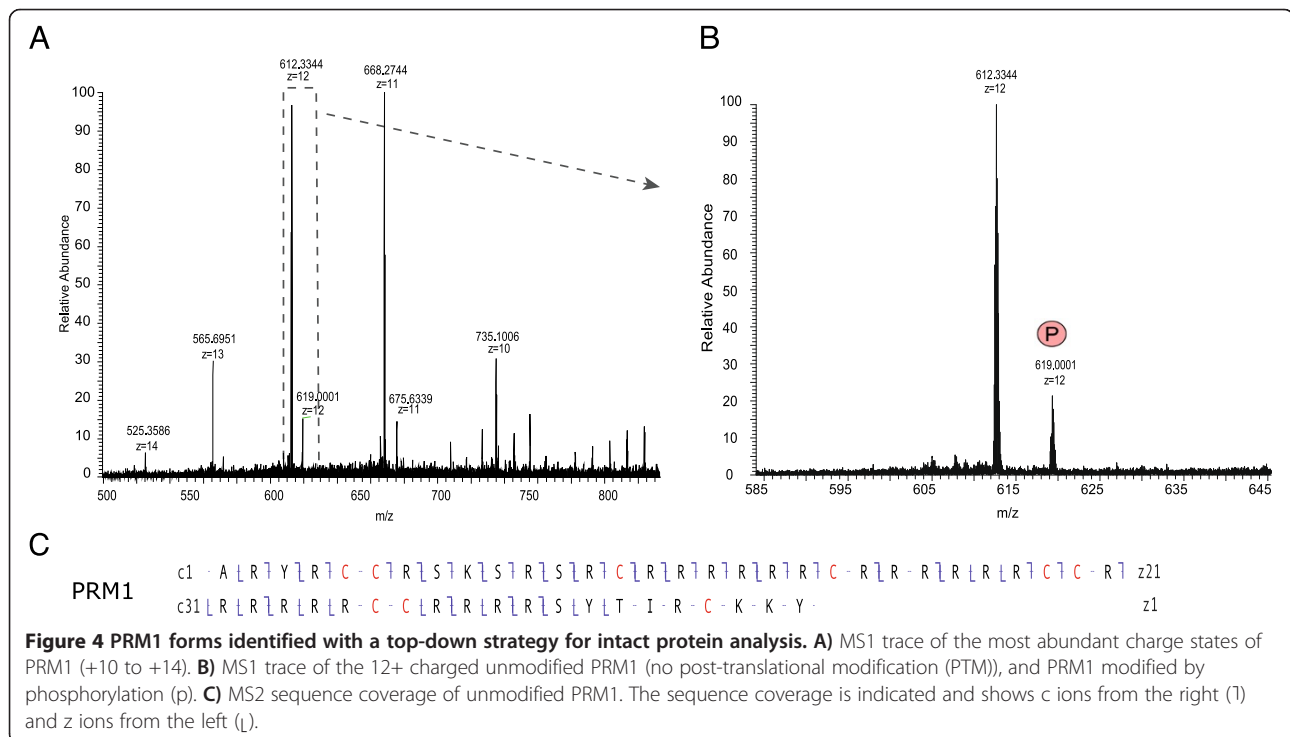 A
612.3344
z=12
668.2744
z=11
100
90
80
70
60
50
40
30
20
10
0
Relative Abundance
565.6951
z=13
525.3586
z=14
619.0001
z=12
675.6339
z=11
735.1006
z=10
500
550
600
650
700
750
800
m/z
B
612.3344
z=12
100
90
80
70
60
50
40
30
20
10
0
Relative Abundance
P
619.0001
z=12
585
595
605
615
625
635
645
m/z
C
PRM1
c1 - A R Y R C - C R S K S R S R C R R R R R R C - R R - R R R R C C - R z21
c31 R R R R R - C C R R R R S Y T - I - R - C - K - K - Y - z1
Figure 4 PRM1 forms identified with a top-down strategy for intact protein analysis. A) MS1 trace of the most abundant charge states of
PRM1 (+10 to +14). B) MS1 trace of the 12+ charged unmodified PRM1 (no post-translational modification (PTM)), and PRM1 modified by
phosphorylation (p). C) MS2 sequence coverage of unmodified PRM1. The sequence coverage is indicated and shows c ions from the right (⅂)
and z ions from the left (⌊).